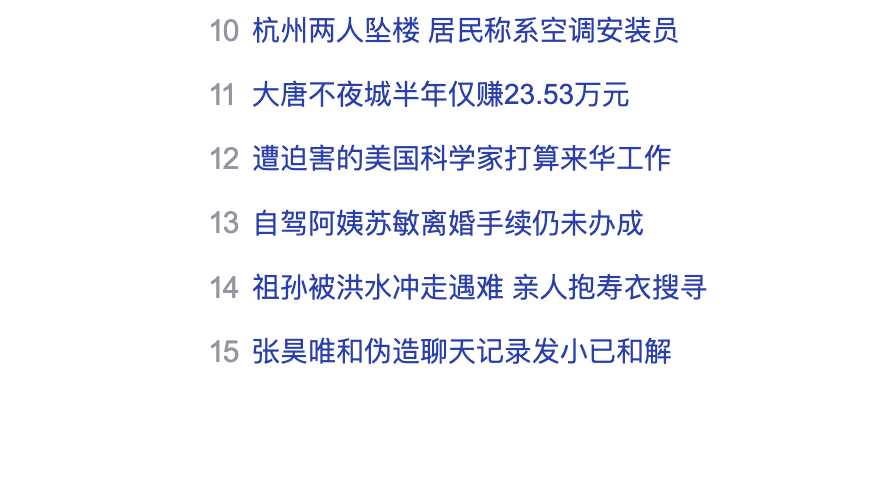 10 杭州两人坠楼 居民称系空调安装员
11 大唐不夜城半年仅赚23.53万元
12 遭迫害的美国科学家打算来华工作
13 自驾阿姨苏敏离婚手续仍未办成
14 祖孙被洪水冲走遇难 亲人抱寿衣搜寻
15 张昊唯和伪造聊天记录发小已和解